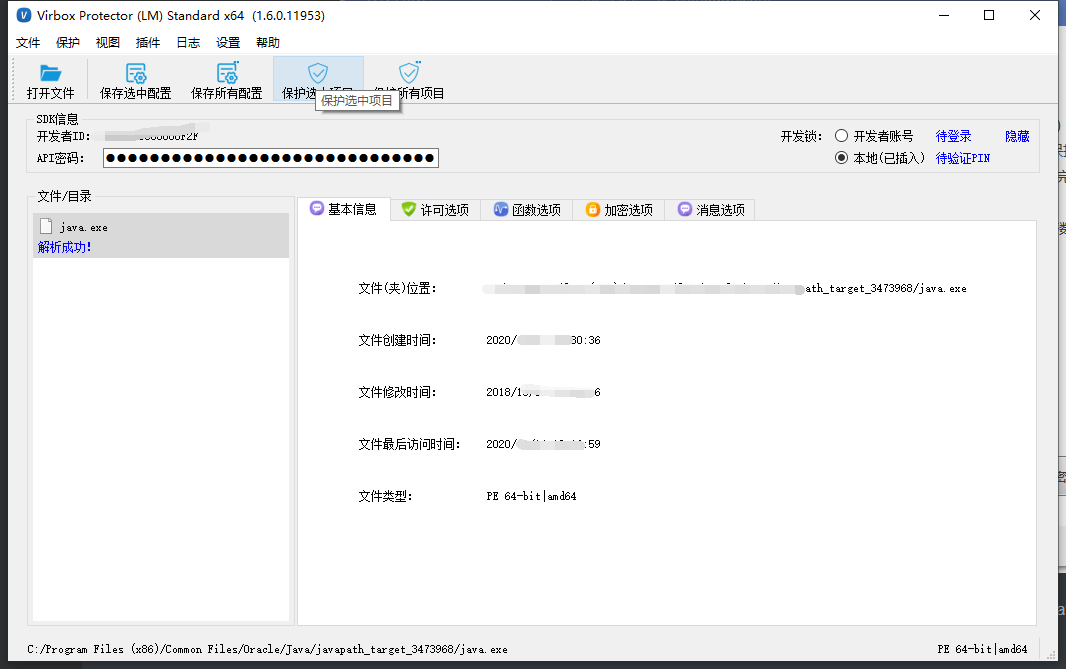 Virbox Protector (LM) Standard x64 (1.6.0.11953)
文件 保护 视图 插件 日志 设置 帮助
打开文件 保存选中配置 保存所有配置 保护选中项目 保护所有项目
保护选中项目
SDK信息
开发者ID:
API密码: ●●●●●●●●●●●●●●●●●●●●●●●●●●●●
开发锁: 开发者账号 待登录 隐藏
本地(已插入) 待验证PIN
文件/目录
java.exe
解析成功!
基本信息 许可选项 函数选项 加密选项 消息选项
文件(夹)位置: ath_target_3473968/java.exe
文件创建时间: 2020/ :36
文件修改时间: 2018/ 6
文件最后访问时间: 2020/ :59
文件类型: PE 64-bit|amd64
C:/Program Files (x86)/Common Files/Oracle/Java/javapath_target_3473968/java.exe PE 64-bit|amd64